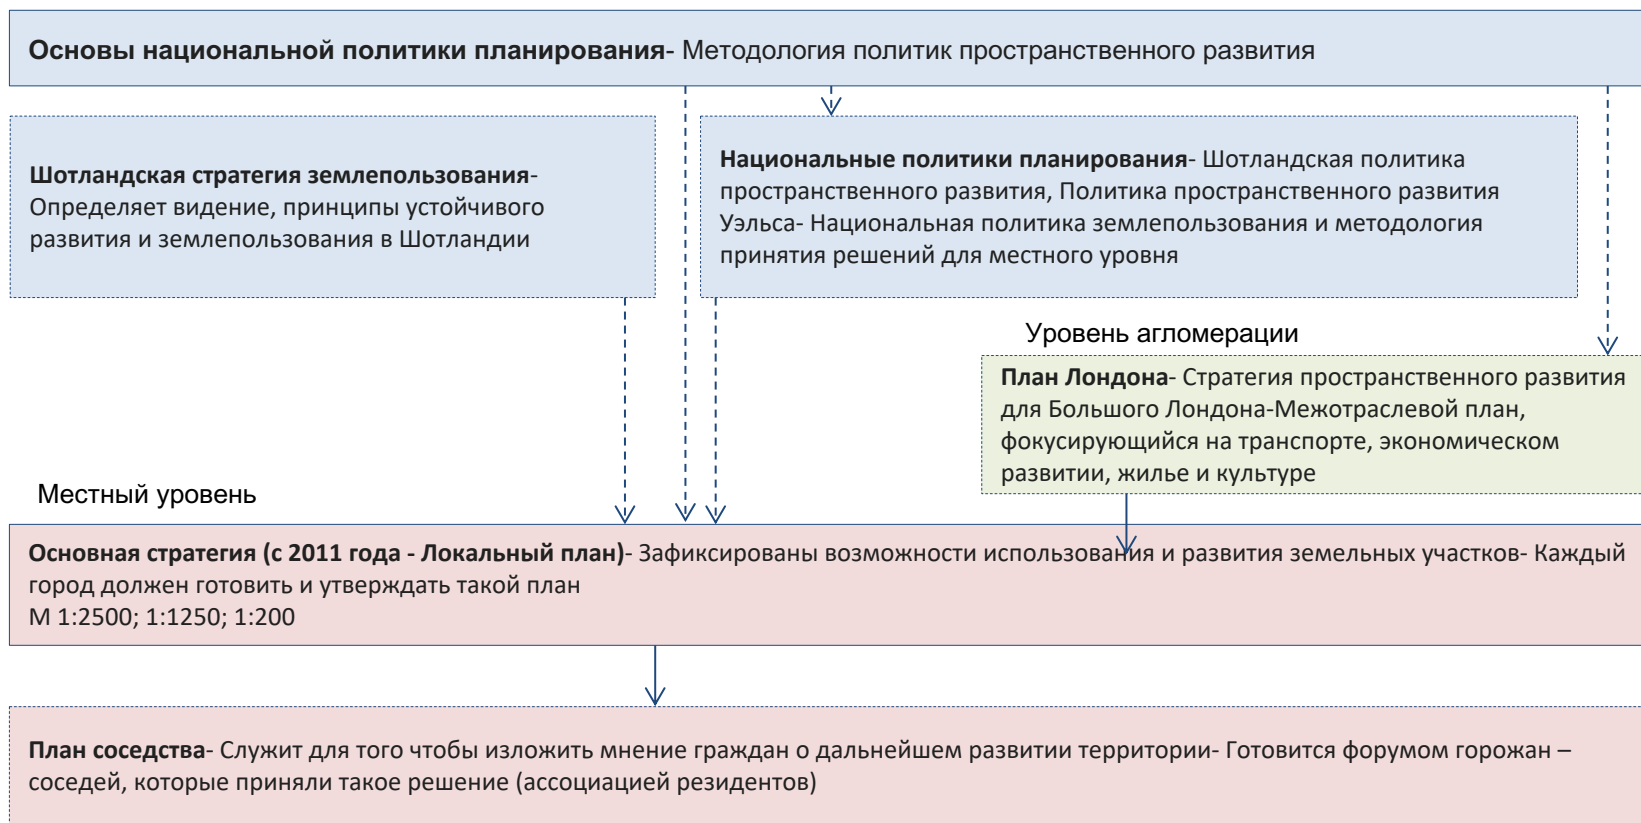 Основы национальной политики планирования- Методология политик пространственного развития
Шотландская стратегия землепользования-
Определяет видение, принципы устойчивого
развития и землепользования в Шотландии
Национальные политики планирования- Шотландская политика
пространственного развития, Политика пространственного развития
Уэльса- Национальная политика землепользования и методология
принятия решений для местного уровня
Уровень агломерации
План Лондона- Стратегия пространственного развития
для Большого Лондона-Межотраслевой план,
фокусирующийся на транспорте, экономическом
развитии, жилье и культуре
Местный уровень
Основная стратегия (с 2011 года - Локальный план)- Зафиксированы возможности использования и развития земельных участков- Каждый
город должен готовить и утверждать такой план
М 1:2500; 1:1250; 1:200
План соседства- Служит для того чтобы изложить мнение граждан о дальнейшем развитии территории- Готовится форумом горожан –
соседей, которые приняли такое решение (ассоциацией резидентов)